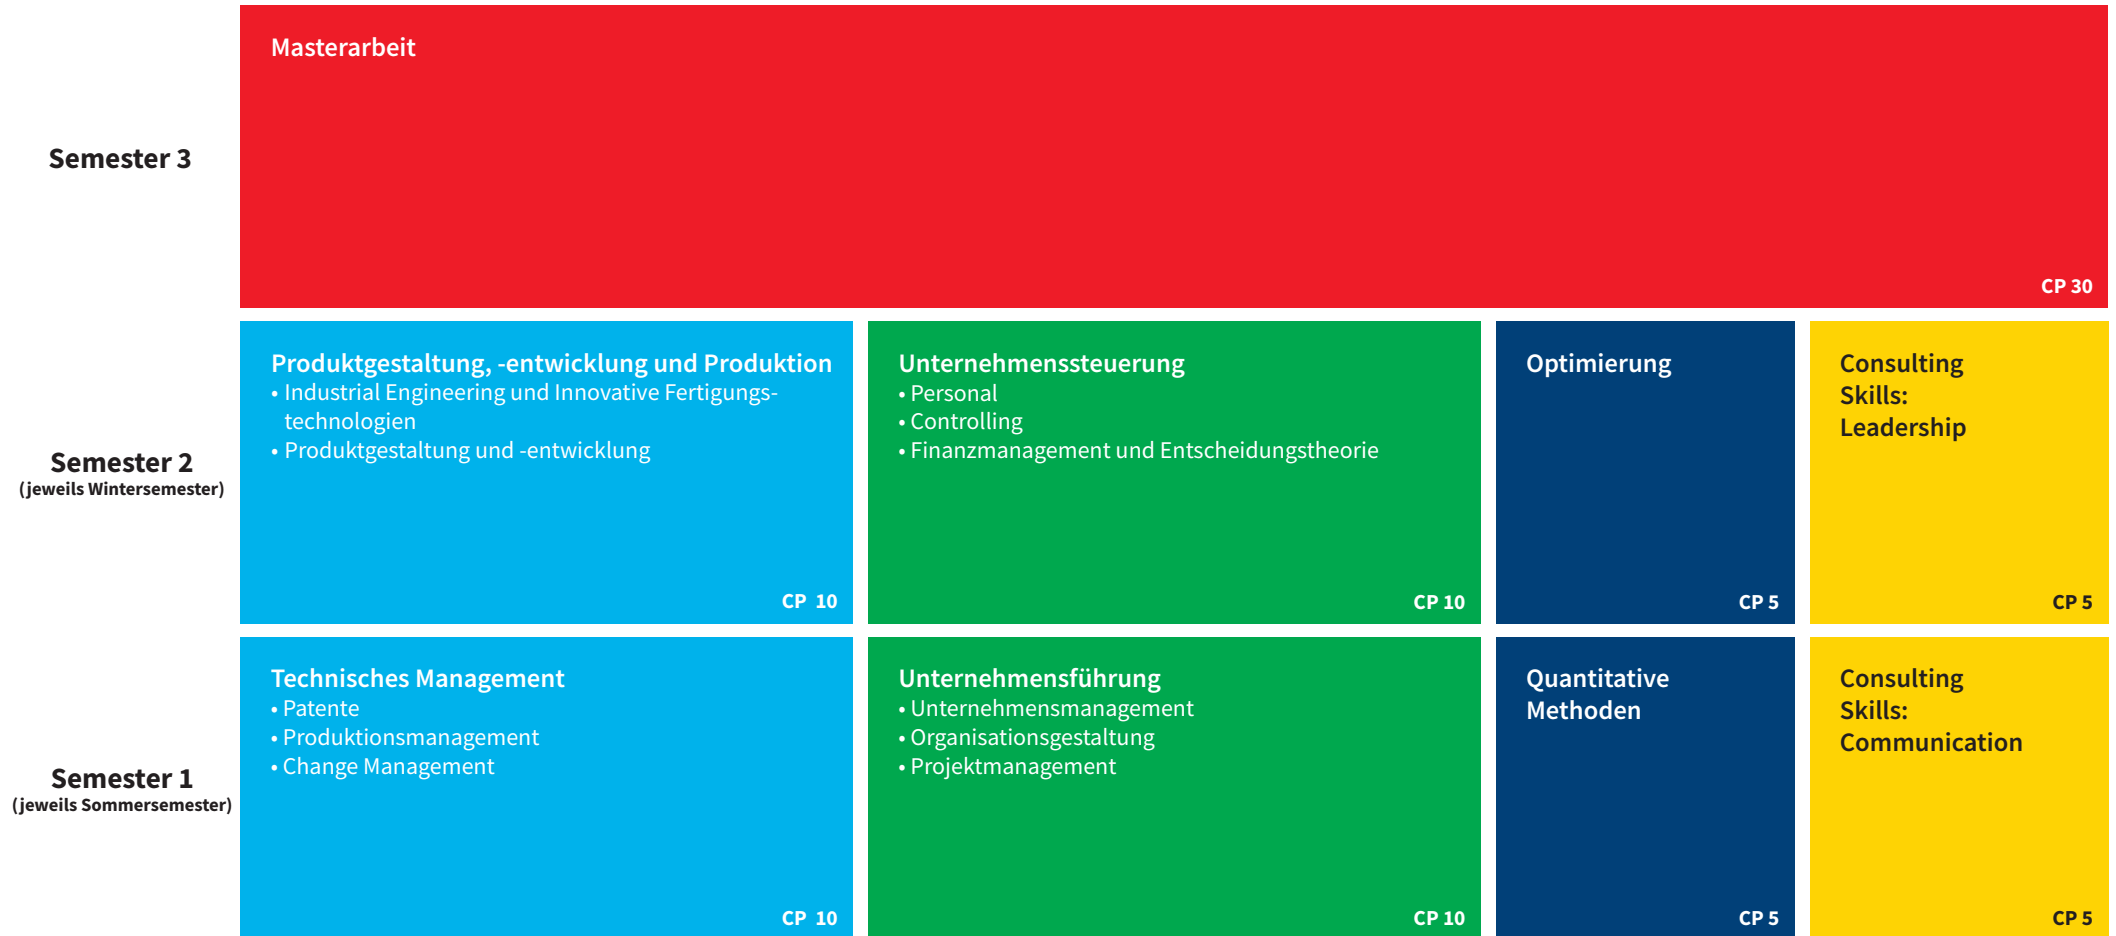 Masterarbeit
Semester 3
CP 30
Produktgestaltung, -entwicklung und Produktion
• Industrial Engineering und Innovative Fertigungs-
technologien
• Produktgestaltung und -entwicklung
CP 10
Unternehmenssteuerung
• Personal
• Controlling
• Finanzmanagement und Entscheidungstheorie
CP 10
Optimierung
CP 5
Consulting
Skills:
Leadership
CP 5
Semester 2
(jeweils Wintersemester)
Technisches Management
• Patente
• Produktionsmanagement
• Change Management
CP 10
Unternehmensführung
• Unternehmensmanagement
• Organisationsgestaltung
• Projektmanagement
CP 10
Quantitative
Methoden
CP 5
Consulting
Skills:
Communication
CP 5
Semester 1
(jeweils Sommersemester)